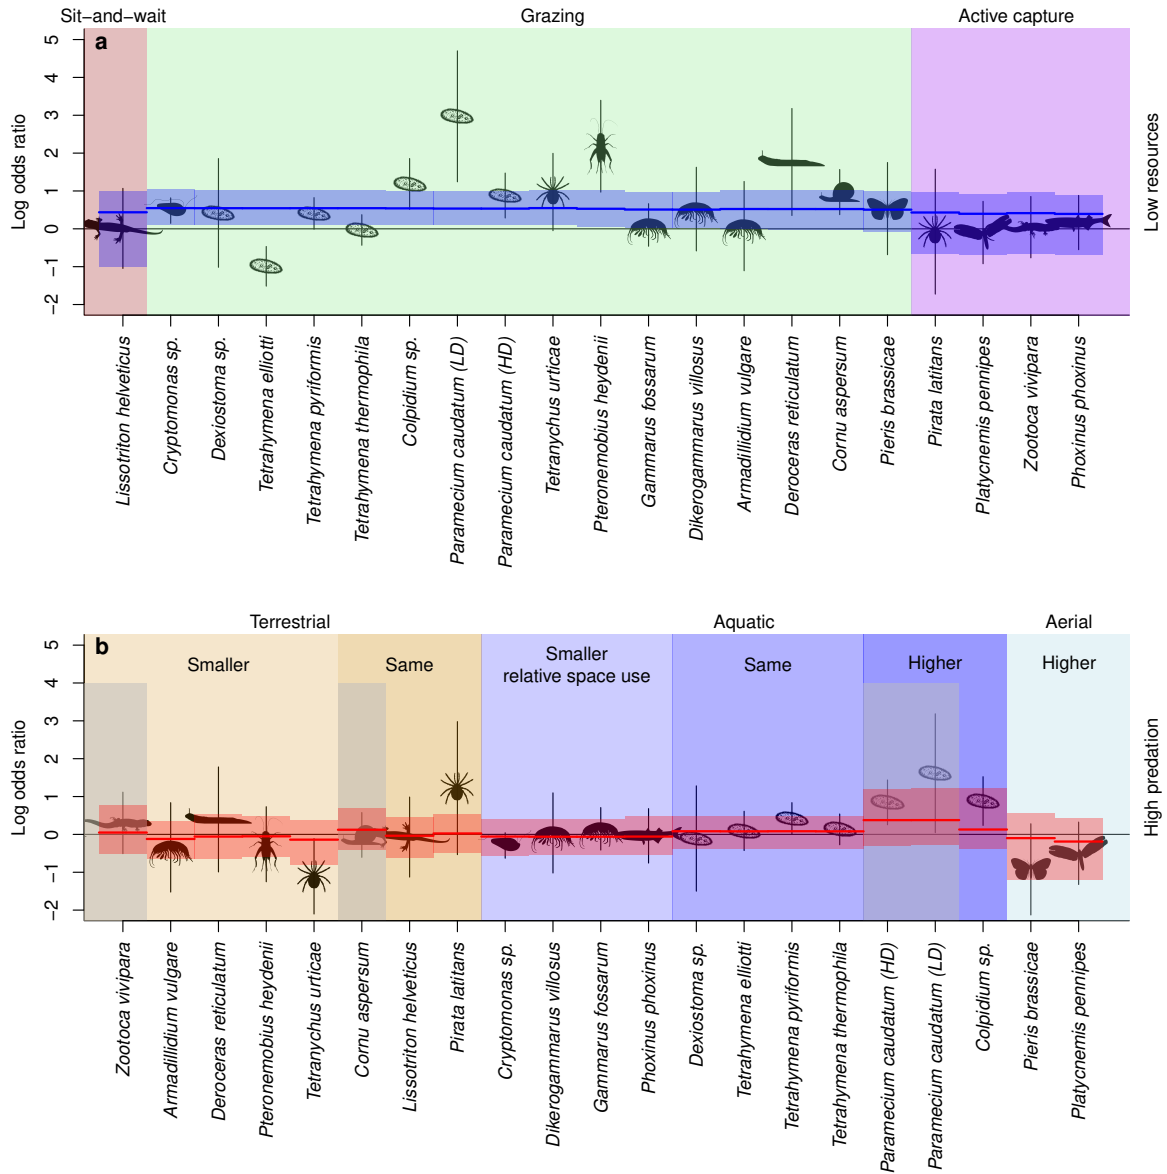 Sit−and−wait Grazing Active capture
a
5
4
3
2
1
0
−1
−2
Log odds ratio
Low resources
Lissotriton helveticus
Cryptomonas sp.
Dexiostoma sp.
Tetrahymena elliotti
Tetrahymena pyriformis
Tetrahymena thermophila
Colpidium sp.
Paramecium caudatum (LD)
Paramecium caudatum (HD)
Tetranychus urticae
Pteronemobius heydenii
Gammarus fossarum
Dikerogammarus villosus
Armadillidium vulgare
Deroceras reticulatum
Cornu aspersum
Pieris brassicae
Pirata latitans
Platycnemis pennipes
Zootoca vivipara
Phoxinus phoxinus
Terrestrial Aquatic Aerial
b
Smaller Same Smaller Same Higher Higher
relative space use
5
4
3
2
1
0
−1
−2
Log odds ratio
High predation
Zootoca vivipara
Armadillidium vulgare
Deroceras reticulatum
Pteronemobius heydenii
Tetranychus urticae
Cornu aspersum
Lissotriton helveticus
Pirata latitans
Cryptomonas sp.
Dikerogammarus villosus
Gammarus fossarum
Phoxinus phoxinus
Dexiostoma sp.
Tetrahymena elliotti
Tetrahymena pyriformis
Tetrahymena thermophila
Paramecium caudatum (HD)
Paramecium caudatum (LD)
Colpidium sp.
Pieris brassicae
Platycnemis pennipes